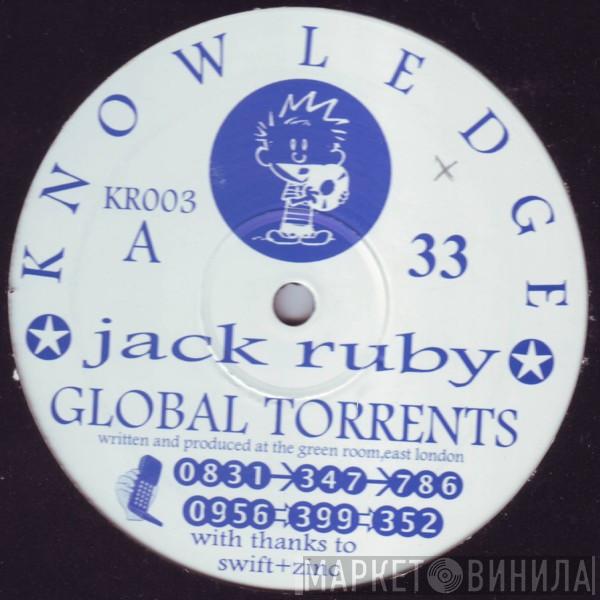 KNOWLEDGE
KR003
A
33
jack ruby
GLOBAL TORRENTS
written and produced at the green room,east london
0831→347→786
0956→399→352
with thanks to
swift+zinc
МАРКЕТ ВИНИЛА